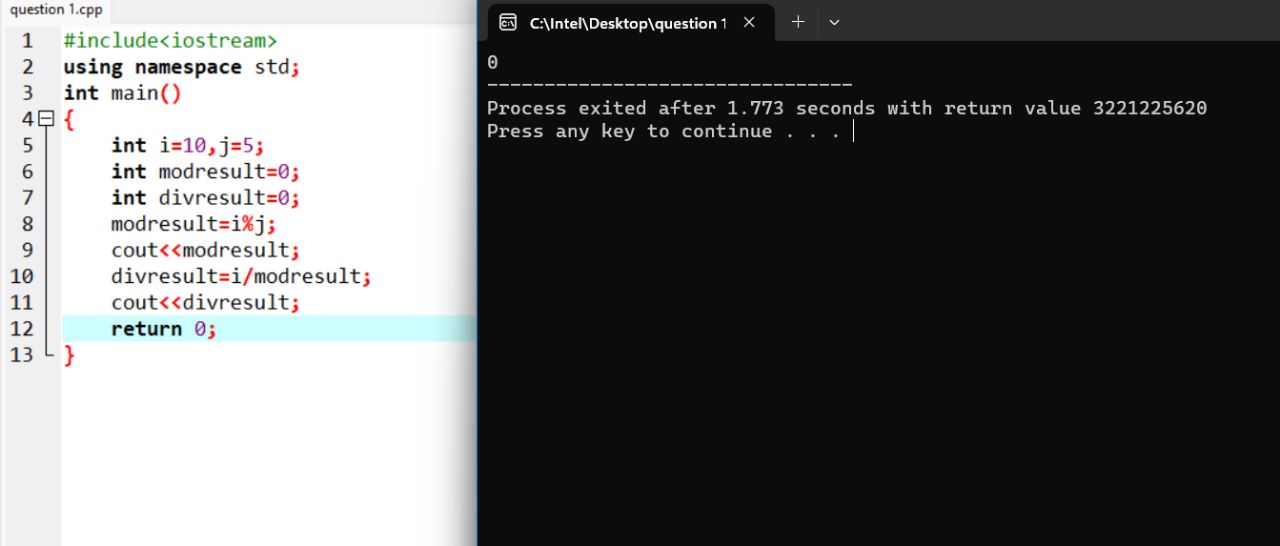 question 1.cpp
1 #include<iostream>
2 using namespace std;
3 int main()
4 {
5 int i=10,j=5;
6 int modresult=0;
7 int divresult=0;
8 modresult=i%j;
9 cout<<modresult;
10 divresult=i/modresult;
11 cout<<divresult;
12 return 0;
13 }
C:\Intel\Desktop\question 1
0
--------------------------------
Process exited after 1.773 seconds with return value 3221225620
Press any key to continue . . .